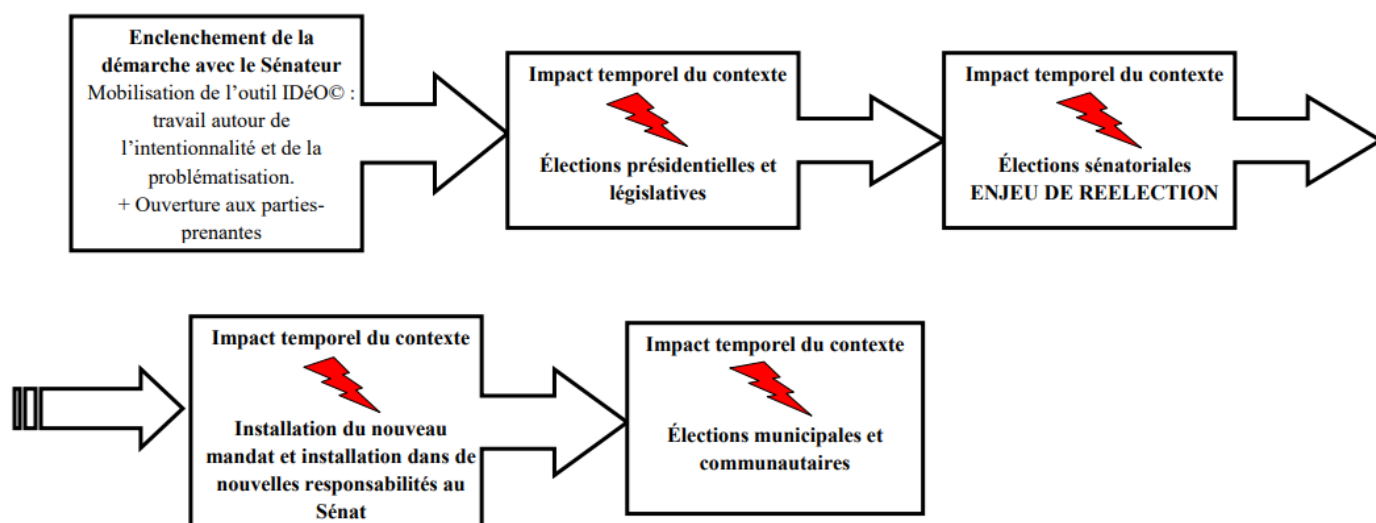 Enclenchement de la
démarche avec le Sénateur
Mobilisation de l'outil IDéO© :
travail autour de
l'intentionnalité et de la
problématisation.
+ Ouverture aux parties-
prenantes
Impact temporel du contexte
Élections présidentielles et
législatives
Impact temporel du contexte
Élections sénatoriales
ENJEU DE REELECTION
Impact temporel du contexte
Installation du nouveau
mandat et installation dans de
nouvelles responsabilités au
Sénat
Impact temporel du contexte
Élections municipales et
communautaires